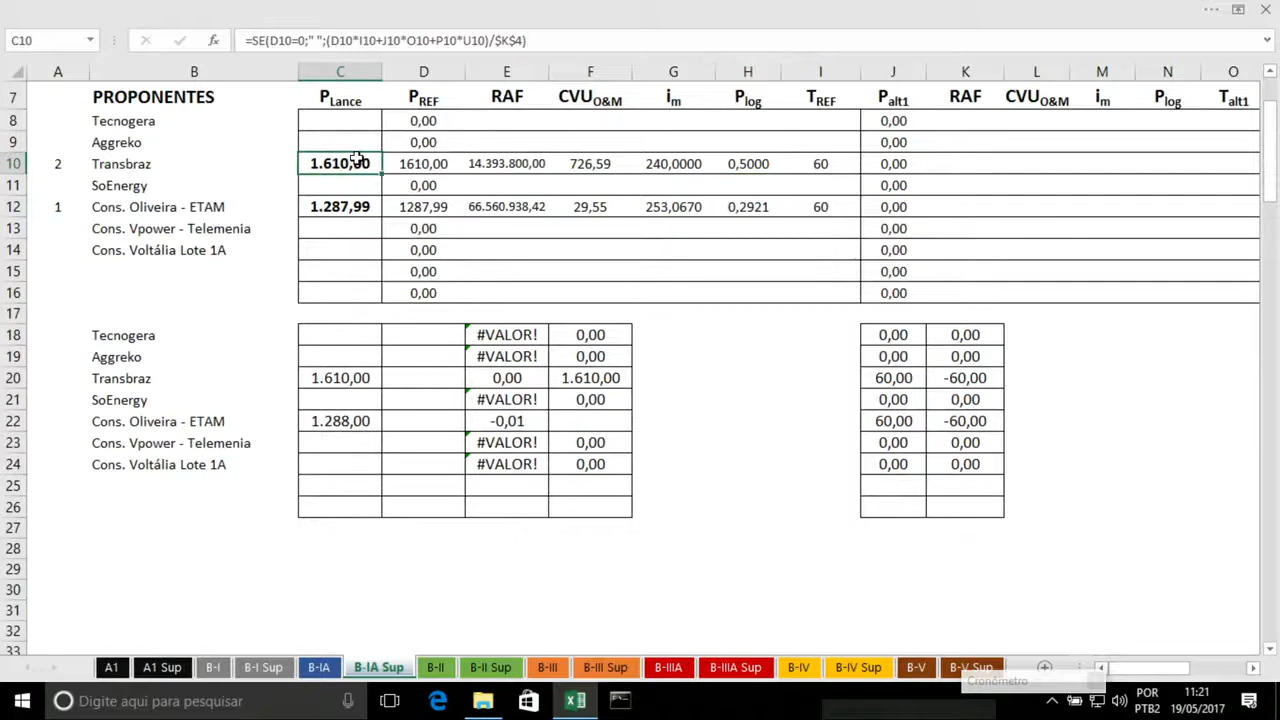 C10 =SE(D10=0;" ";(D10*I10+J10*O10+P10*U10)/$K$4)
A B C D E F G H I J K L M N O
7 PROPONENTES PLance PREF RAF CVUO&M im Plog TREF Palt1 RAF CVUO&M im Plog Talt1
8 Tecnogera 0,00 0,00
9 Aggreko 0,00 0,00
10 2 Transbraz 1.610,00 1610,00 14.393.800,00 726,59 240,0000 0,5000 60 0,00
11 SoEnergy 0,00 0,00
12 1 Cons. Oliveira - ETAM 1.287,99 1287,99 66.560.938,42 29,55 253,0670 0,2921 60 0,00
13 Cons. Vpower - Telemenia 0,00 0,00
14 Cons. Voltália Lote 1A 0,00 0,00
15 0,00 0,00
16 0,00 0,00
17
18 Tecnogera #VALOR! 0,00 0,00 0,00
19 Aggreko #VALOR! 0,00 0,00 0,00
20 Transbraz 1.610,00 0,00 1.610,00 60,00 -60,00
21 SoEnergy #VALOR! 0,00 0,00 0,00
22 Cons. Oliveira - ETAM 1.288,00 -0,01 60,00 -60,00
23 Cons. Vpower - Telemenia #VALOR! 0,00 0,00 0,00
24 Cons. Voltália Lote 1A #VALOR! 0,00 0,00 0,00
25
26
27
28
29
30
31
32
33
A1 A1 Sup B-I B-I Sup B-IA B-IA Sup B-II B-II Sup B-III B-III Sup B-IIIA B-IIIA Sup B-IV B-IV Sup B-V B-V Sup
Cronómetro
Digite aqui para pesquisar POR 11:21
PTB2 19/05/2017